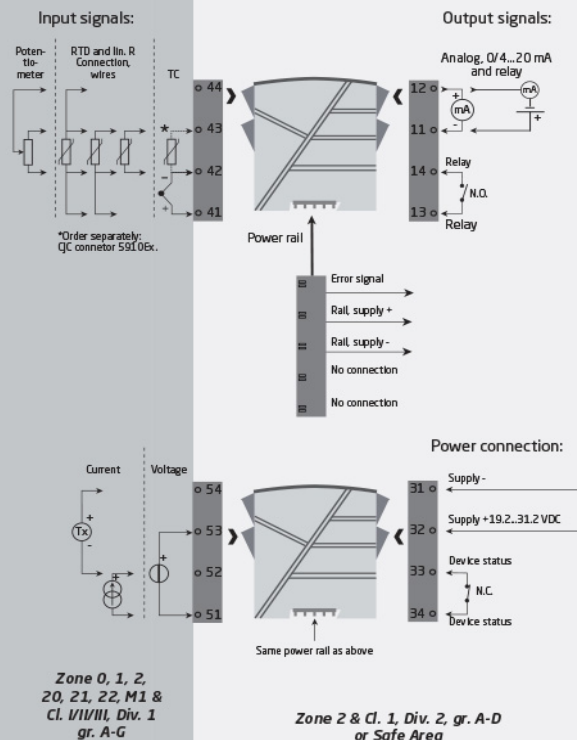 Input signals:
Output signals:
Poten-
tio-
meter
RTD and lin. R
Connection,
wires
TC
Analog, 0/4...20 mA
and relay
44
43
42
41
*
−
+
*Order separately:
CJC connetor 5910Ex.
12
11
14
13
+
mA
-
mA
+
Relay
N.O.
Relay
Power rail
Error signal
Rail, supply +
Rail, supply -
No connection
No connection
Power connection:
Current
Voltage
54
53
52
51
+
Tx
-
+
+
31
32
33
34
Supply -
Supply +19.2...31.2 VDC
Device status
N.C.
Device status
Same power rail as above
Zone 0, 1, 2,
20, 21, 22, M1 &
Cl. I/II/III, Div. 1
gr. A-G
Zone 2 & Cl. 1, Div. 2, gr. A-D
or Safe Area